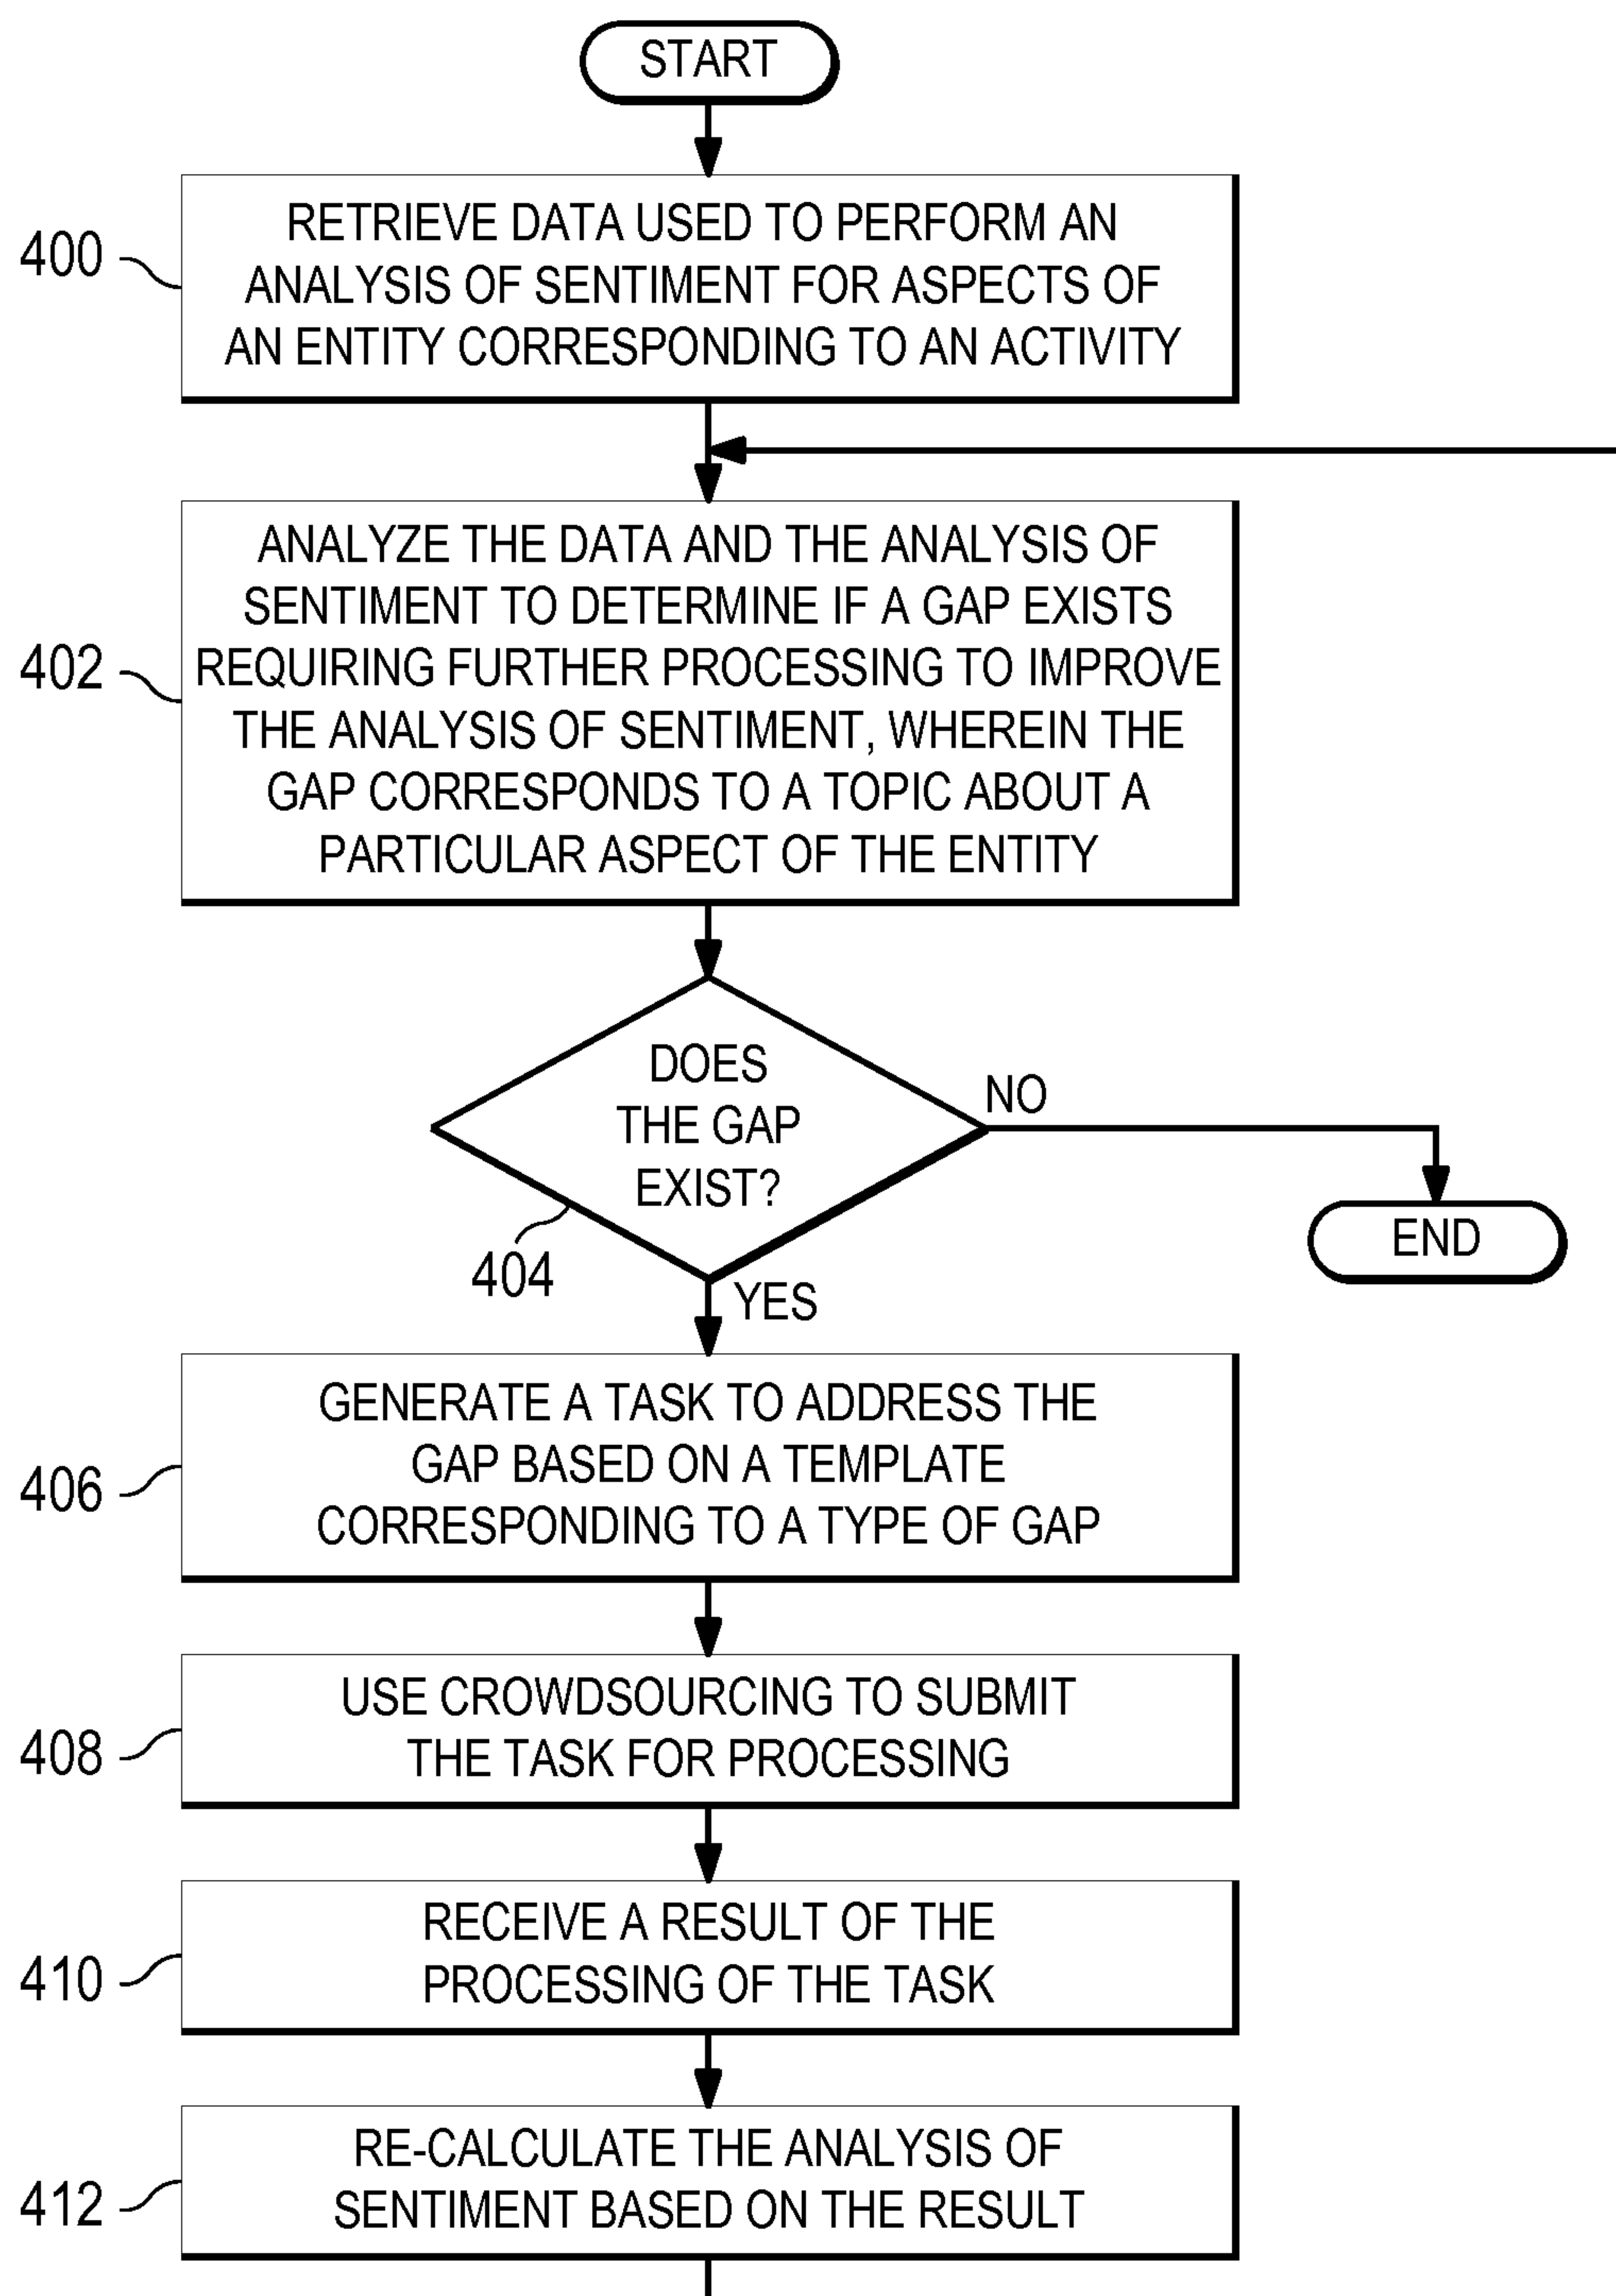 START
400
RETRIEVE DATA USED TO PERFORM AN
ANALYSIS OF SENTIMENT FOR ASPECTS OF
AN ENTITY CORRESPONDING TO AN ACTIVITY
402
ANALYZE THE DATA AND THE ANALYSIS OF
SENTIMENT TO DETERMINE IF A GAP EXISTS
REQUIRING FURTHER PROCESSING TO IMPROVE
THE ANALYSIS OF SENTIMENT, WHEREIN THE
GAP CORRESPONDS TO A TOPIC ABOUT A
PARTICULAR ASPECT OF THE ENTITY
DOES
THE GAP
EXIST?
404
NO
END
YES
406
GENERATE A TASK TO ADDRESS THE
GAP BASED ON A TEMPLATE
CORRESPONDING TO A TYPE OF GAP
408
USE CROWDSOURCING TO SUBMIT
THE TASK FOR PROCESSING
410
RECEIVE A RESULT OF THE
PROCESSING OF THE TASK
412
RE-CALCULATE THE ANALYSIS OF
SENTIMENT BASED ON THE RESULT